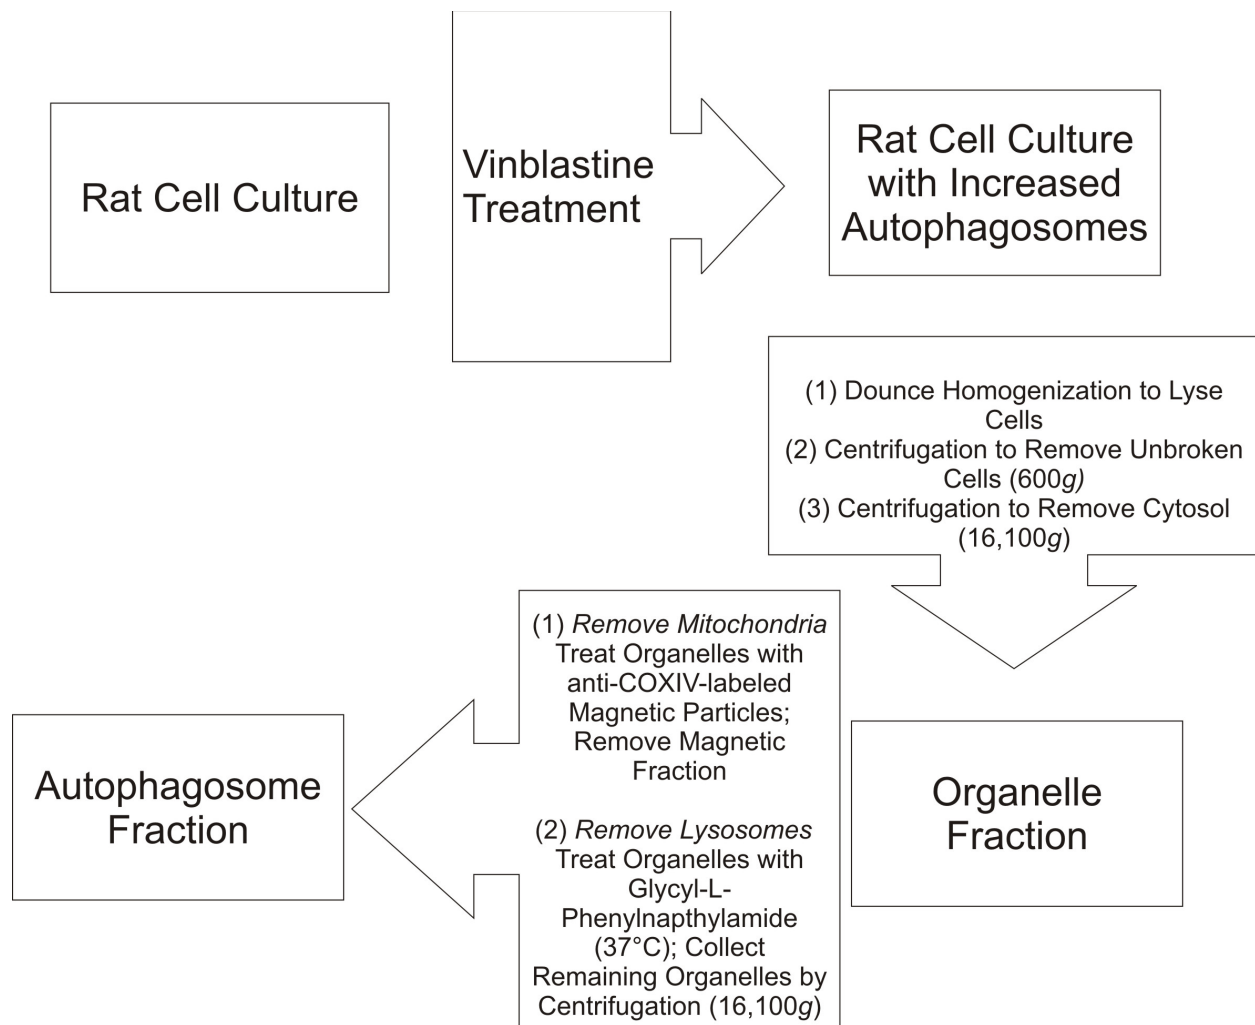 Rat Cell Culture
Vinblastine
Treatment
Rat Cell Culture
with Increased
Autophagosomes
(1) Dounce Homogenization to Lyse
Cells
(2) Centrifugation to Remove Unbroken
Cells (600g)
(3) Centrifugation to Remove Cytosol
(16,100g)
Organelle
Fraction
(1) Remove Mitochondria
Treat Organelles with
anti-COXIV-labeled
Magnetic Particles;
Remove Magnetic
Fraction
(2) Remove Lysosomes
Treat Organelles with
Glycyl-L-
Phenylnapthylamide
(37°C); Collect
Remaining Organelles by
Centrifugation (16,100g)
Autophagosome
Fraction